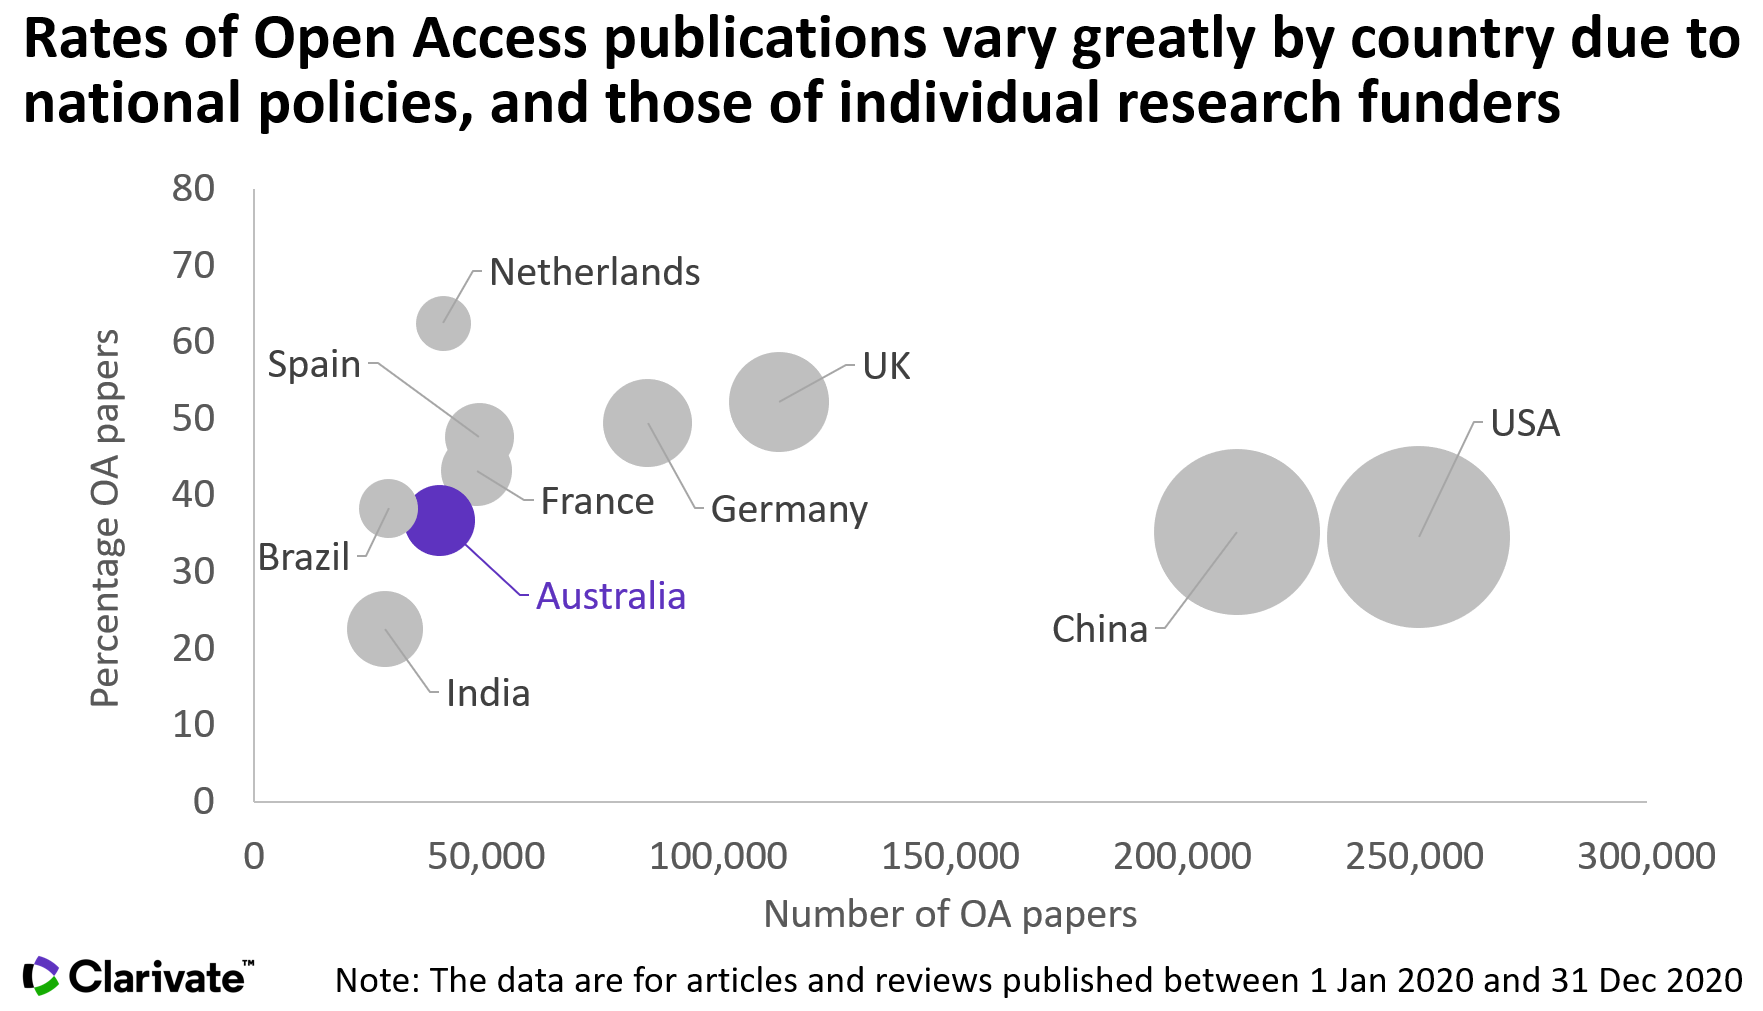 Rates of Open Access publications vary greatly by country due to
national policies, and those of individual research funders
80
70
60
50
40
30
20
10
0
Percentage OA papers
Netherlands
Spain
UK
USA
France
Germany
Brazil
Australia
China
India
0
50,000
100,000
150,000
200,000
250,000
300,000
Number of OA papers
Clarivate™
Note: The data are for articles and reviews published between 1 Jan 2020 and 31 Dec 2020